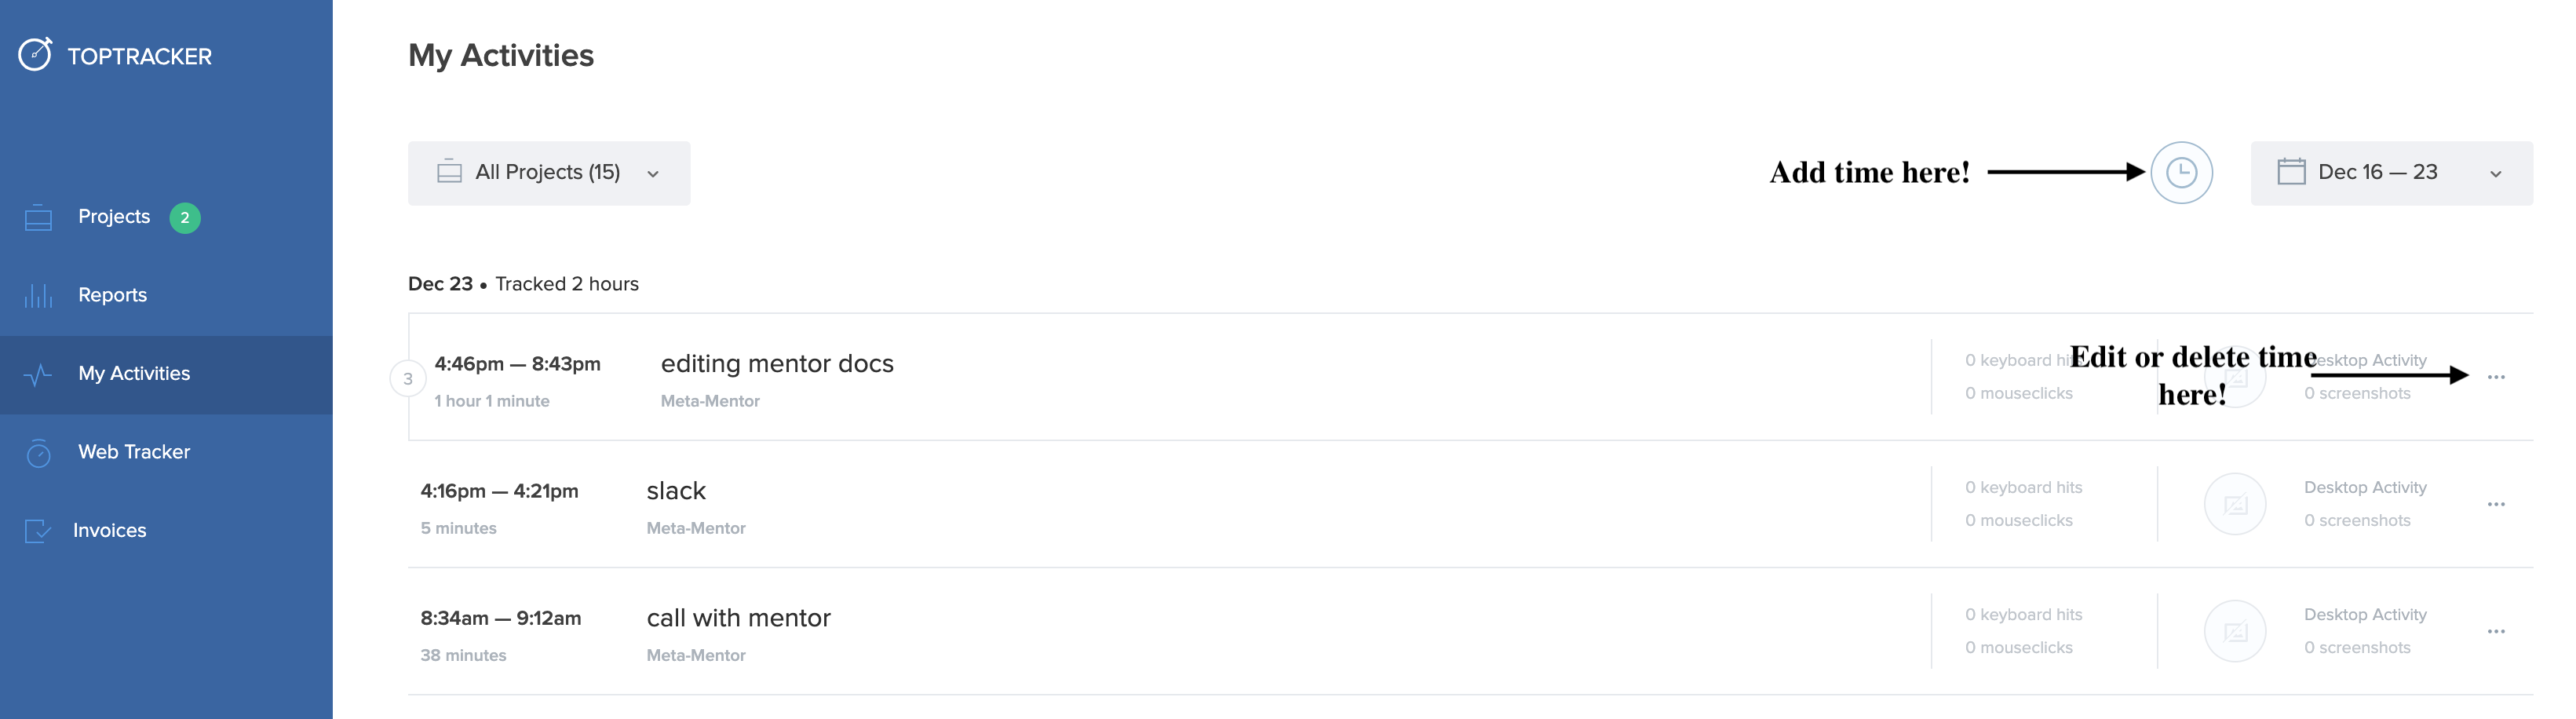 TOPTRACKER
Projects 2
Reports
My Activities
Web Tracker
Invoices
My Activities
All Projects (15)
Add time here!
Dec 16 — 23
Dec 23 • Tracked 2 hours
3
4:46pm — 8:43pm
1 hour 1 minute
editing mentor docs
Meta-Mentor
0 keyboard hits
0 mouseclicks
Edit or delete time
here!
Desktop Activity
0 screenshots
4:16pm — 4:21pm
5 minutes
slack
Meta-Mentor
0 keyboard hits
0 mouseclicks
Desktop Activity
0 screenshots
8:34am — 9:12am
38 minutes
call with mentor
Meta-Mentor
0 keyboard hits
0 mouseclicks
Desktop Activity
0 screenshots